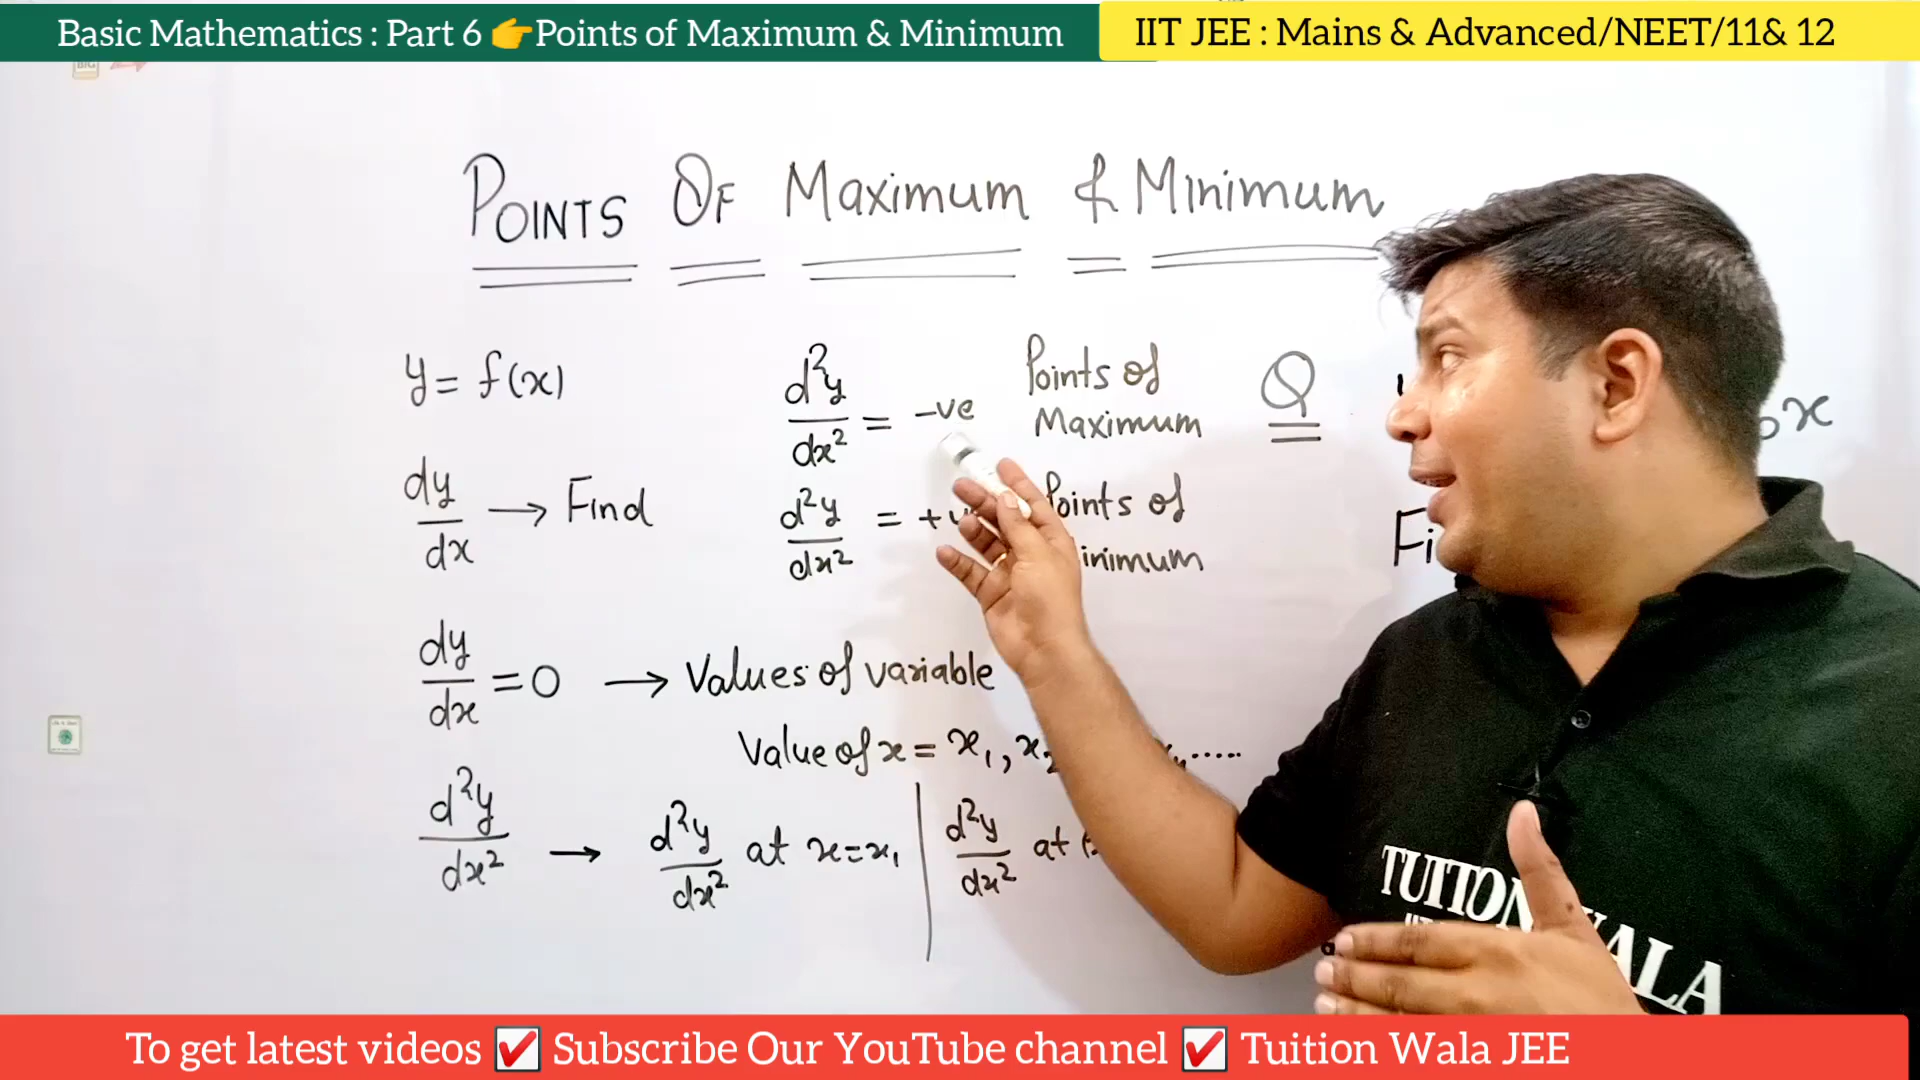 Basic Mathematics : Part 6 👉Points of Maximum & Minimum
IIT JEE : Mains & Advanced/NEET/11& 12
POINTS OF Maximum & Minimum
y = f(x)
dy/dx → Find
dy/dx = 0 → Values of variable
Value of x = x₁, x₂
.....
d²y/dx² → d²y/dx² at x = x₁ | d²y/dx² at
d²y/dx² = -ve Points of Maximum
d²y/dx² = + Points of
inimum
Q
x
TUITION WALA
To get latest videos ✅ Subscribe Our YouTube channel ✅ Tuition Wala JEE